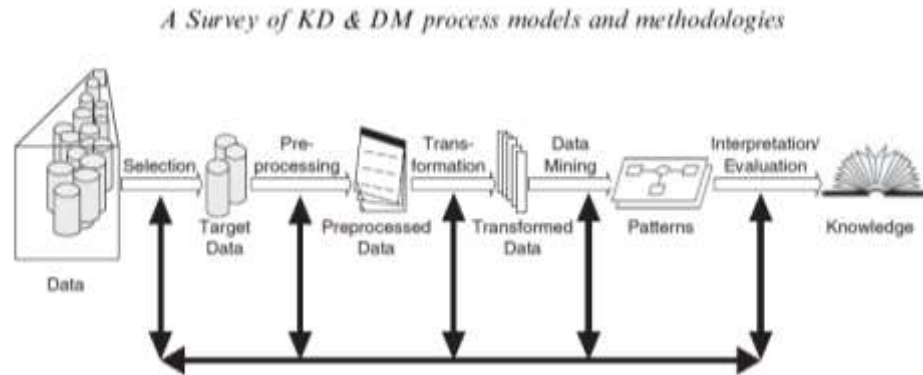 A Survey of KD & DM process models and methodologies
Selection
Pre-
processing
Trans-
formation
Data
Mining
Interpretation/
Evaluation
Target
Data
Preprocessed
Data
Transformed
Data
Patterns
Knowledge
Data